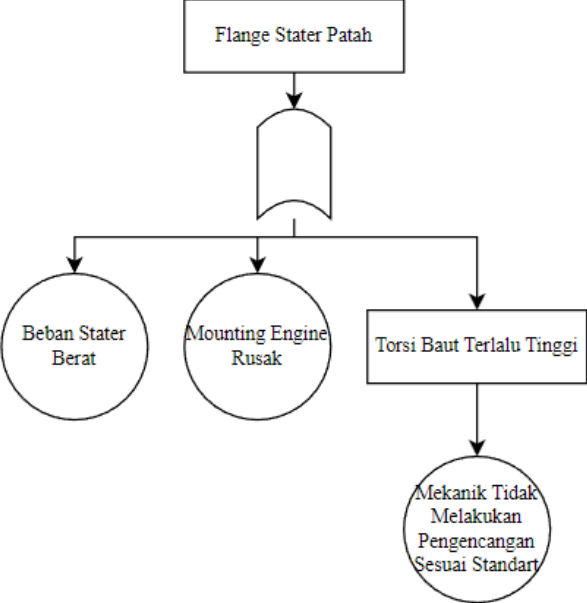 Flange Stater Patah
Beban Stater
Berat
Mounting Engine
Rusak
Torsi Baut Terlalu Tinggi
Mekanik Tidak
Melakukan
Pengencangan
Sesuai Standart